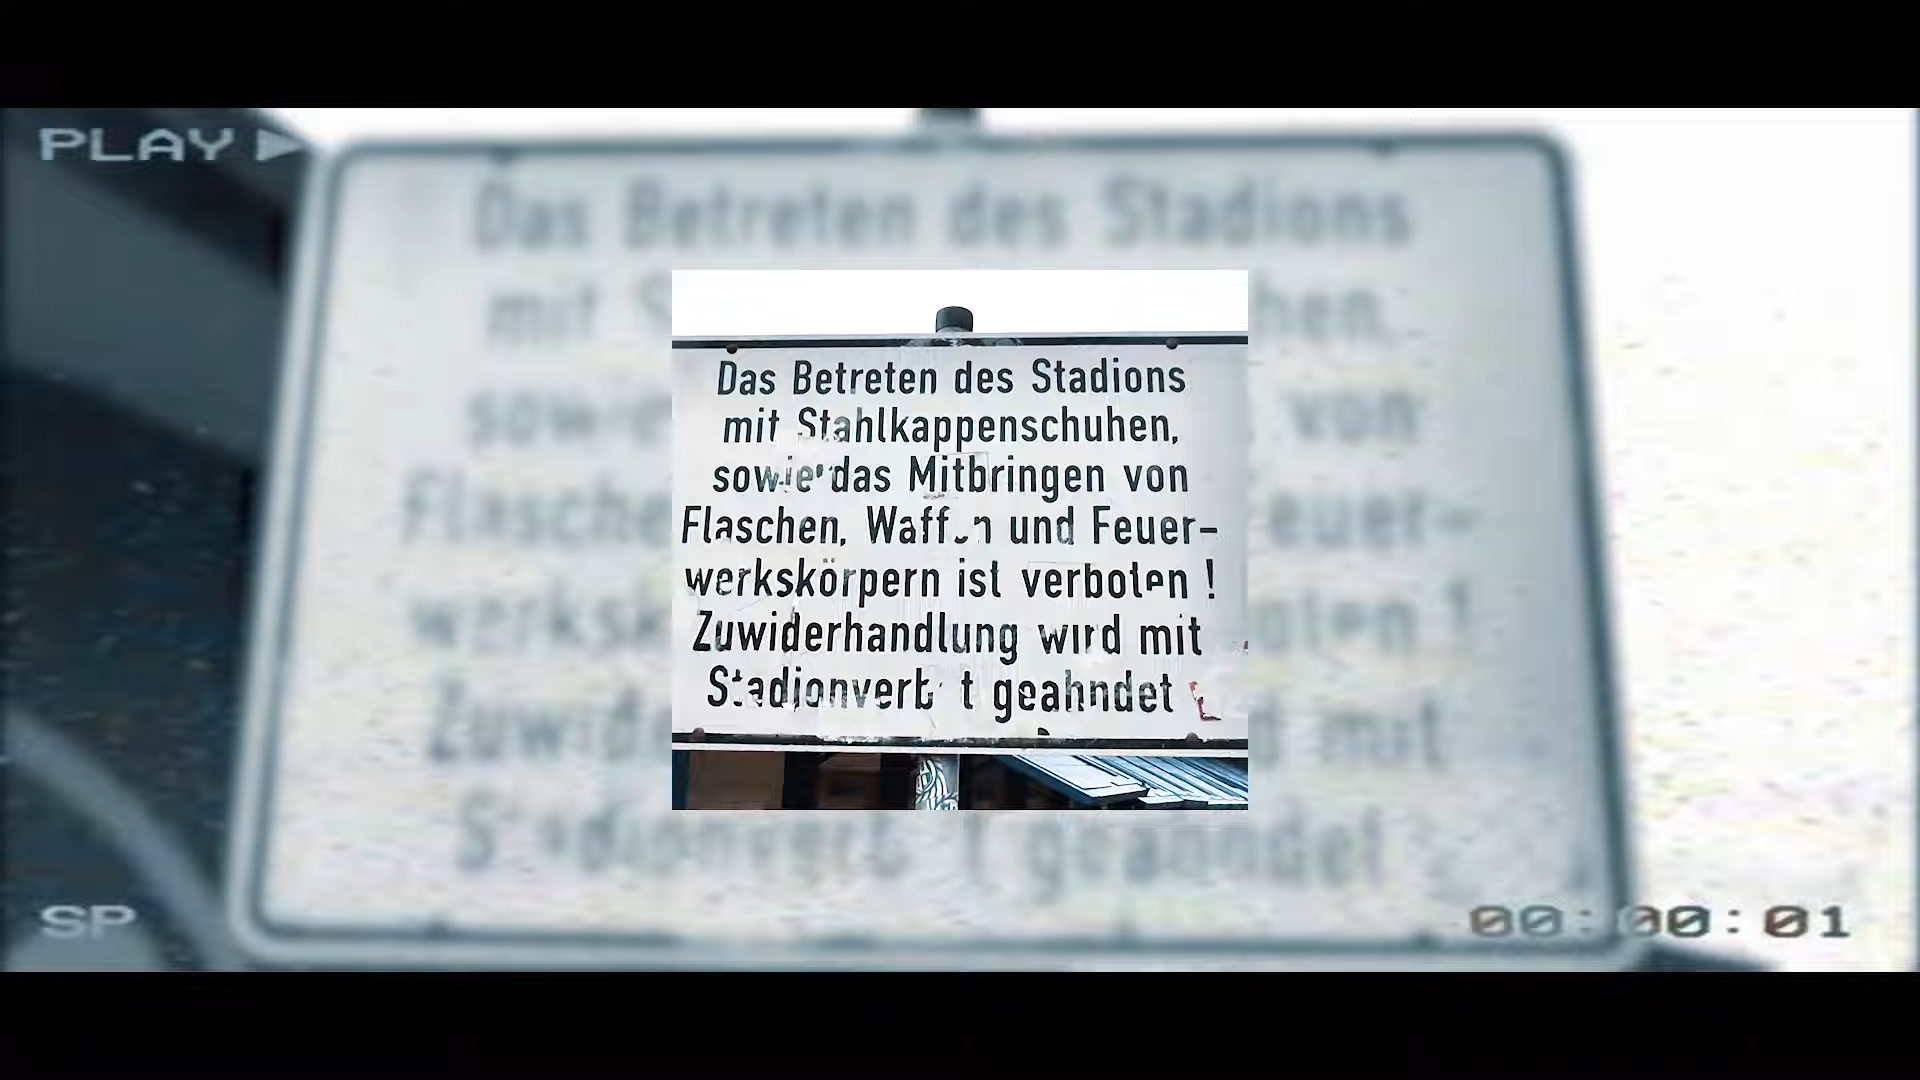 PLAY
Das Betreten des Stadions
mit Stahlkappenschuhen,
sowie das Mitbringen von
Flaschen, Waffen und Feuer-
werkskörpern ist verboten !
Zuwiderhandlung wird mit
Stadionverb t geahndet
SP
00:00:01